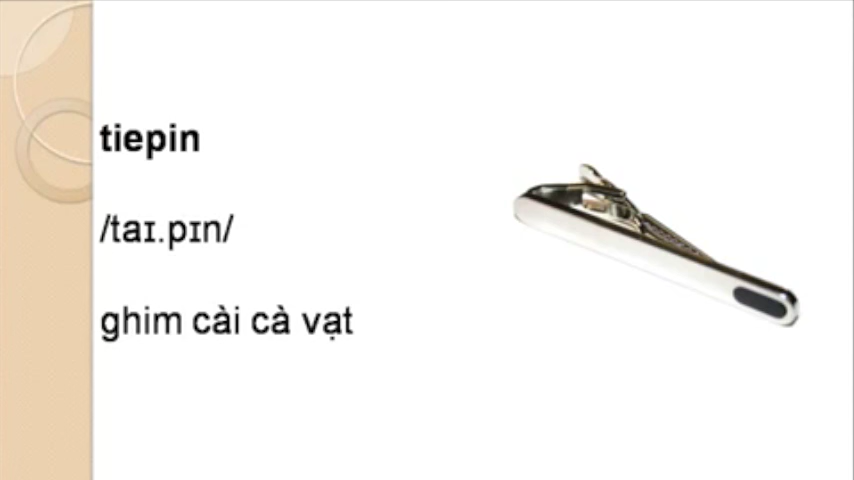 tiepin
/taɪ.pɪn/
ghim cài cà vạt